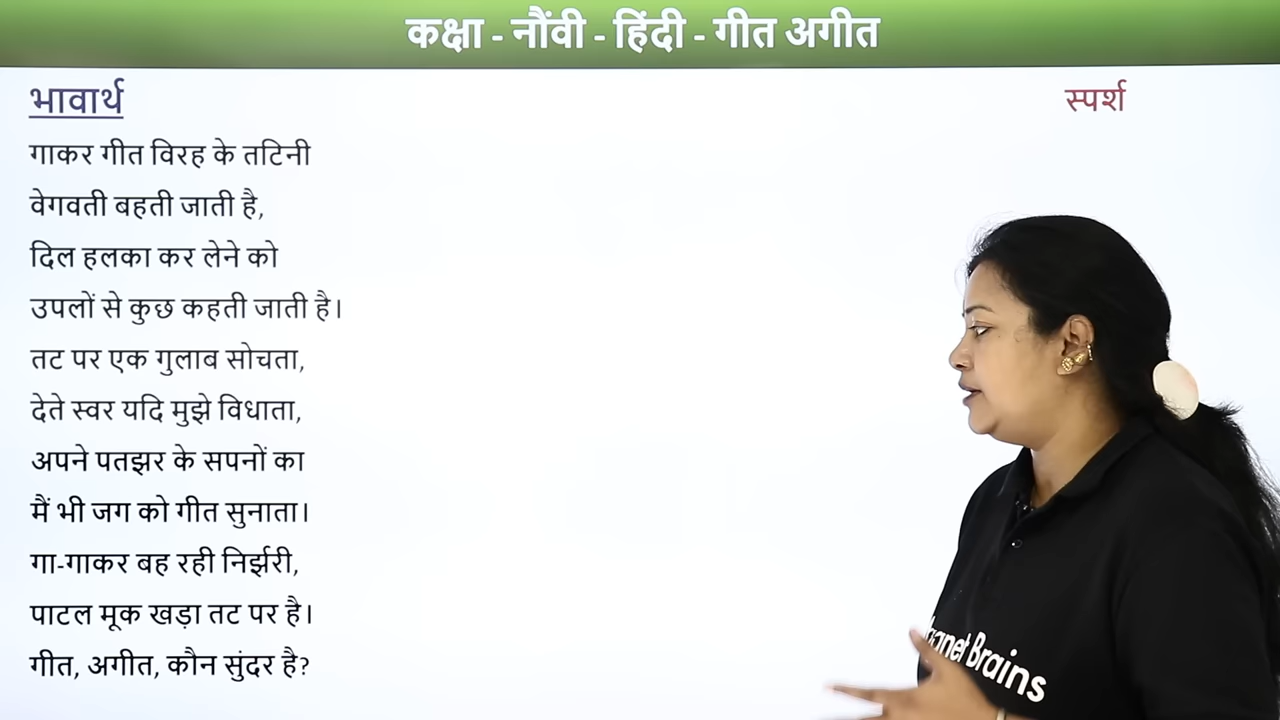 कक्षा - नौंवी - हिंदी - गीत अगीत
भावार्थ
स्पर्श
गाकर गीत विरह के तटिनी
वेगवती बहती जाती है,
दिल हलका कर लेने को
उपलों से कुछ कहती जाती है।
तट पर एक गुलाब सोचता,
देते स्वर यदि मुझे विधाता,
अपने पतझर के सपनों का
मैं भी जग को गीत सुनाता।
गा-गाकर बह रही निर्झरी,
पाटल मूक खड़ा तट पर है।
गीत, अगीत, कौन सुंदर है?
Brains